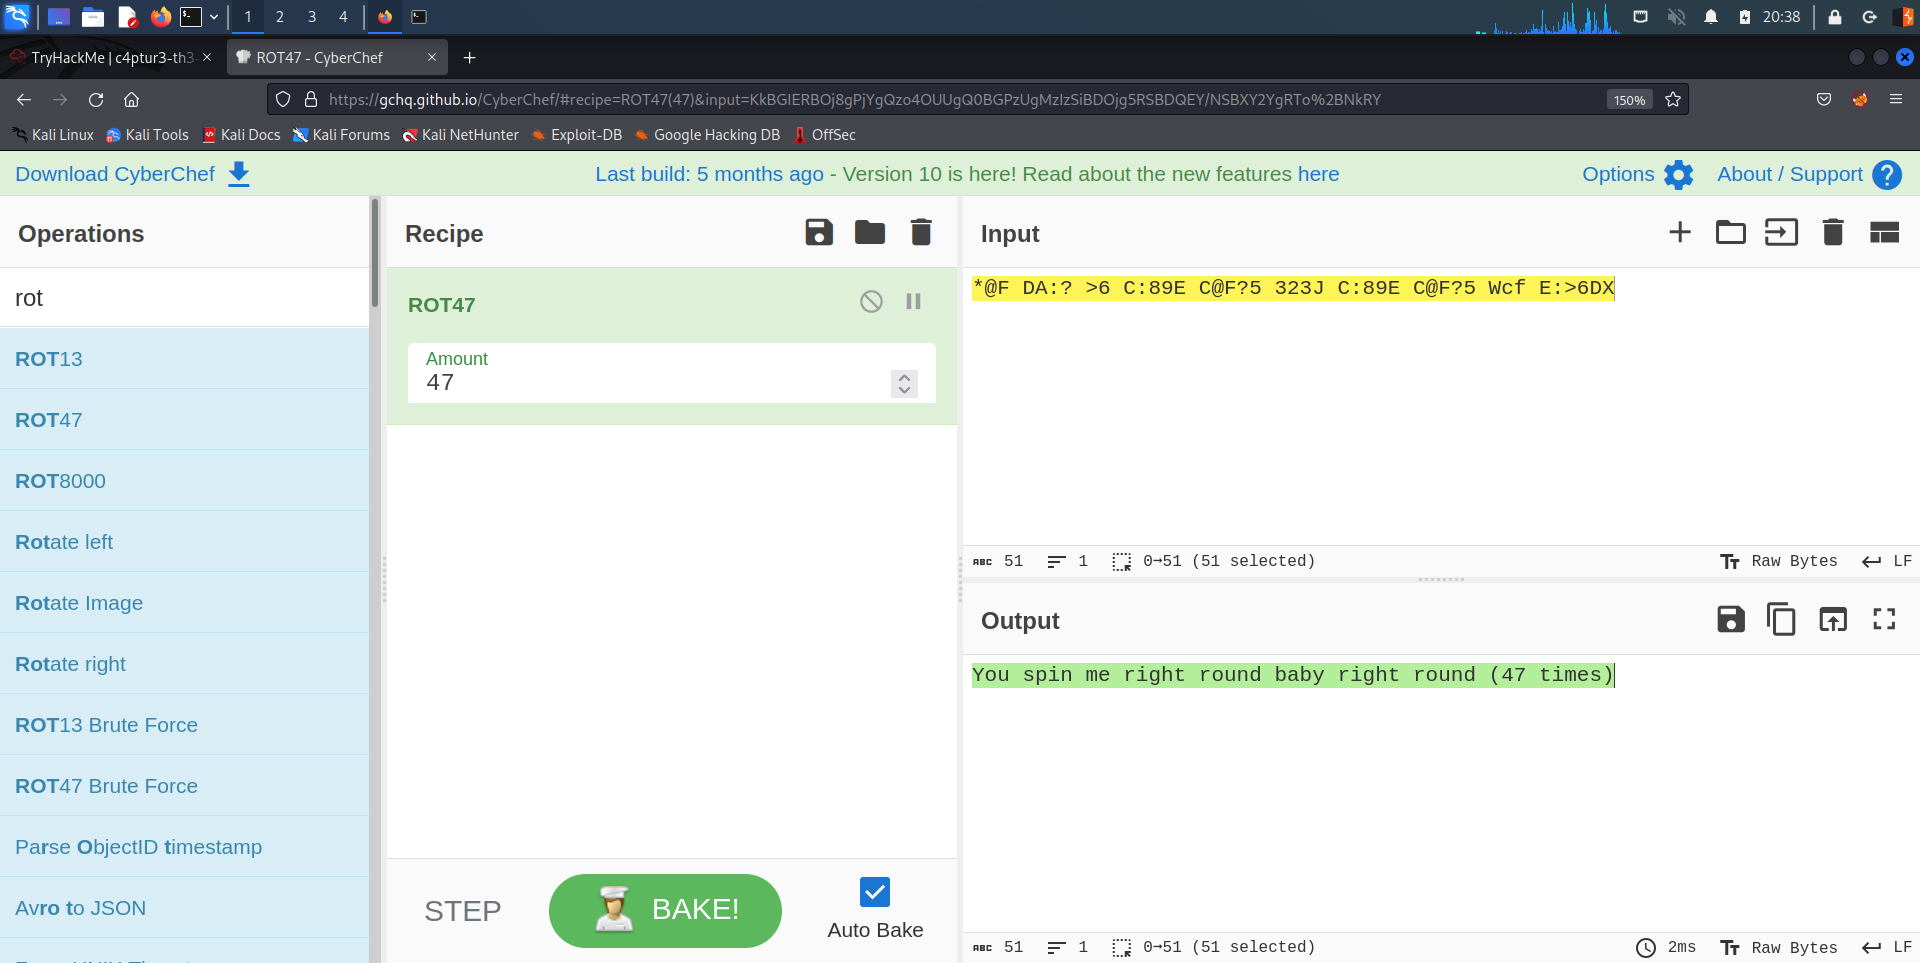 1 2 3 4 20:38
TryHackMe | c4ptur3-th3- ROT47 - CyberChef
https://gchq.github.io/CyberChef/#recipe=ROT47(47)&input=KkBGIERBOj8gPjYgQzo4OUUgQ0BGPzUgMzIzSiBDOjg5RSBDQEY/NSBXY2YgRTo%2BNkRY 150%
Kali Linux Kali Tools Kali Docs Kali Forums Kali NetHunter Exploit-DB Google Hacking DB OffSec
Download CyberChef Last build: 5 months ago - Version 10 is here! Read about the new features here Options About / Support
Operations
rot
ROT13
ROT47
ROT8000
Rotate left
Rotate Image
Rotate right
ROT13 Brute Force
ROT47 Brute Force
Parse ObjectID timestamp
Avro to JSON
Recipe
ROT47
Amount
47
STEP
BAKE!
Auto Bake
Input
*@F DA:? >6 C:89E C@F?5 323J C:89E C@F?5 Wcf E:>6DX
ABC 51 1 0→51 (51 selected) Raw Bytes LF
Output
You spin me right round baby right round (47 times)
ABC 51 1 0→51 (51 selected) 2ms Raw Bytes LF